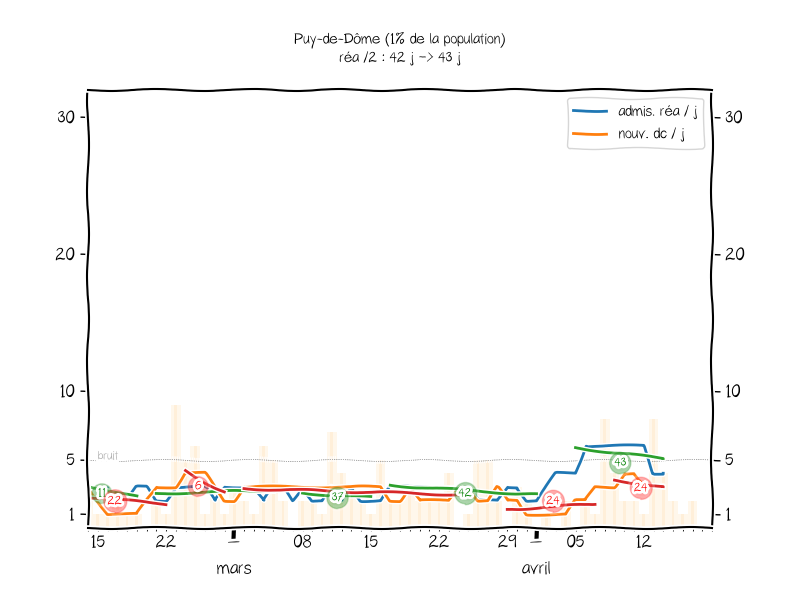 Puy-de-Dôme (1% de la population)
réa /2 : 42 j -> 43 j
admis. réa / j
nouv. dc / j
30 30
20 20
10 10
5 bruit 5
1 1
11 22 6 37 42 24 43 24
15 22 1 08 15 22 29 1 05 12
mars avril